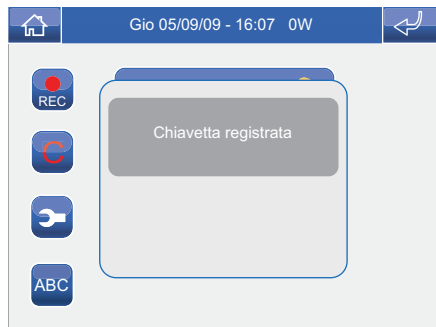 Gio 05/09/09 - 16:07 0W
REC
Chiavetta registrata
C
ABC